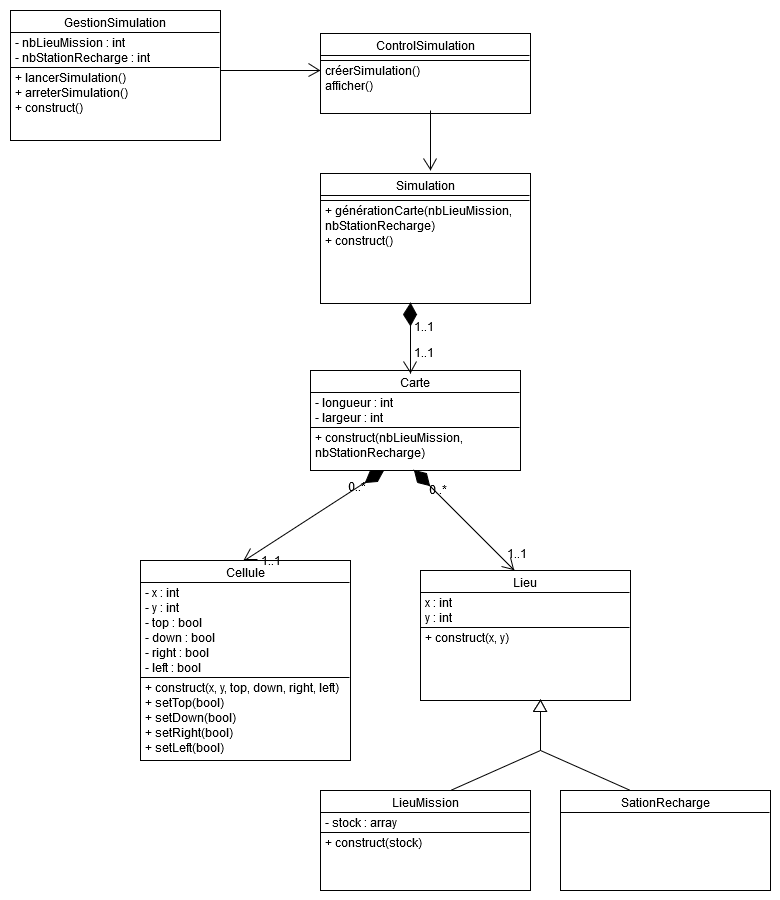 GestionSimulation
- nbLieuMission : int
- nbStationRecharge : int
+ lancerSimulation()
+ arreterSimulation()
+ construct()
ControlSimulation
créerSimulation()
afficher()
Simulation
+ générationCarte(nbLieuMission,
nbStationRecharge)
+ construct()
1..1
1..1
Carte
- longueur : int
- largeur : int
+ construct(nbLieuMission,
nbStationRecharge)
0..*
0..*
1..1
1..1
Cellule
- x : int
- y : int
- top : bool
- down : bool
- right : bool
- left : bool
+ construct(x, y, top, down, right, left)
+ setTop(bool)
+ setDown(bool)
+ setRight(bool)
+ setLeft(bool)
Lieu
x : int
y : int
+ construct(x, y)
LieuMission
- stock : array
+ construct(stock)
SationRecharge